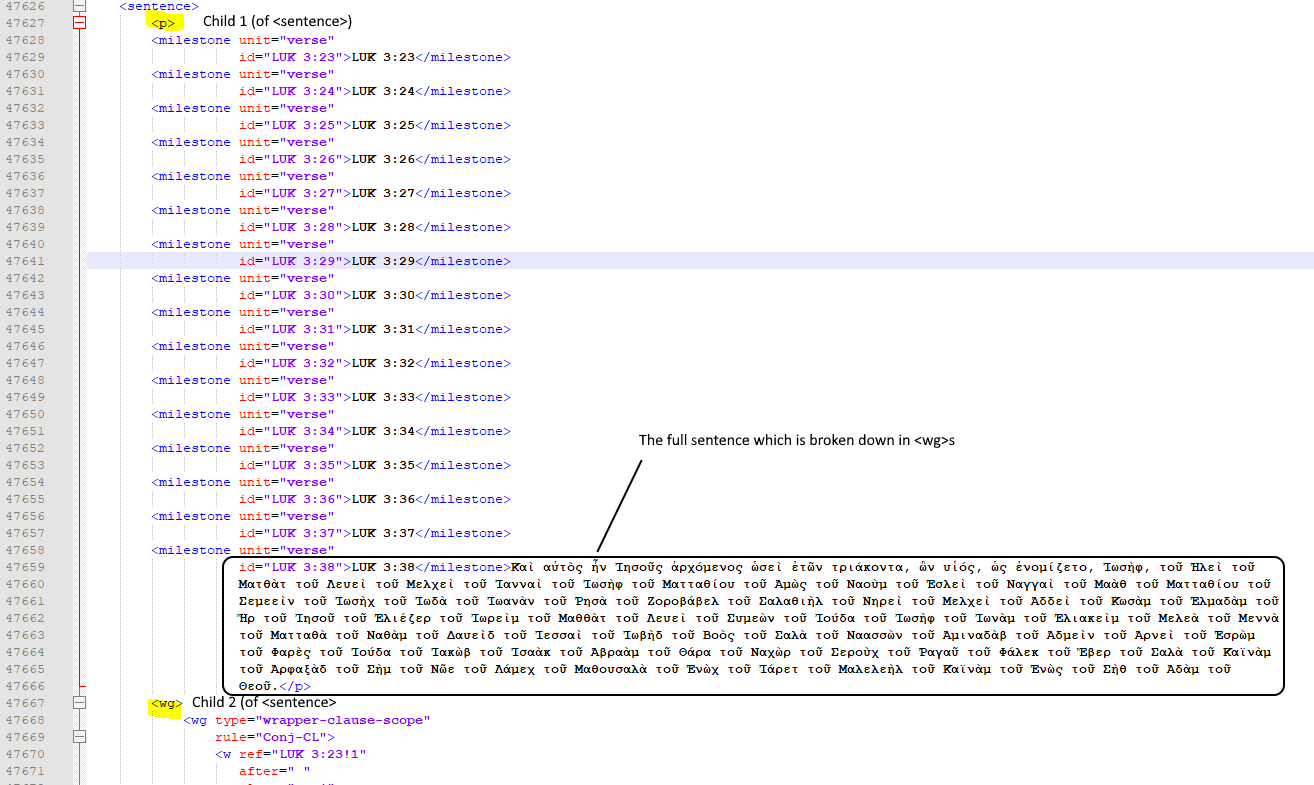 47626 <sentence>
47627 <p> Child 1 (of <sentence>)
47628 <milestone unit="verse"
47629 id="LUK 3:23">LUK 3:23</milestone>
47630 <milestone unit="verse"
47631 id="LUK 3:24">LUK 3:24</milestone>
47632 <milestone unit="verse"
47633 id="LUK 3:25">LUK 3:25</milestone>
47634 <milestone unit="verse"
47635 id="LUK 3:26">LUK 3:26</milestone>
47636 <milestone unit="verse"
47637 id="LUK 3:27">LUK 3:27</milestone>
47638 <milestone unit="verse"
47639 id="LUK 3:28">LUK 3:28</milestone>
47640 <milestone unit="verse"
47641 id="LUK 3:29">LUK 3:29</milestone>
47642 <milestone unit="verse"
47643 id="LUK 3:30">LUK 3:30</milestone>
47644 <milestone unit="verse"
47645 id="LUK 3:31">LUK 3:31</milestone>
47646 <milestone unit="verse"
47647 id="LUK 3:32">LUK 3:32</milestone>
47648 <milestone unit="verse"
47649 id="LUK 3:33">LUK 3:33</milestone>
47650 <milestone unit="verse"
47651 id="LUK 3:34">LUK 3:34</milestone>
The full sentence which is broken down in <wg>s
47652 <milestone unit="verse"
47653 id="LUK 3:35">LUK 3:35</milestone>
47654 <milestone unit="verse"
47655 id="LUK 3:36">LUK 3:36</milestone>
47656 <milestone unit="verse"
47657 id="LUK 3:37">LUK 3:37</milestone>
47658 <milestone unit="verse"
47659 id="LUK 3:38">LUK 3:38</milestone>Καὶ αὐτὸς ἦν Ἰησοῦς ἀρχόμενος ὡσεὶ ἐτῶν τριάκοντα, ὢν υἱός, ὡς ἐνομίζετο, Ἰωσὴφ, τοῦ Ἠλεὶ τοῦ
47660 Ματθὰτ τοῦ Λευεὶ τοῦ Μελχεὶ τοῦ Ἰανναὶ τοῦ Ἰωσὴφ τοῦ Ματταθίου τοῦ Ἀμὼς τοῦ Ναοὺμ τοῦ Ἐσλεὶ τοῦ Ναγγαὶ τοῦ Μαὰθ τοῦ Ματταθίου τοῦ
47661 Σεμεεὶν τοῦ Ἰωσὴχ τοῦ Ἰωδὰ τοῦ Ἰωανὰν τοῦ Ῥησὰ τοῦ Ζοροβάβελ τοῦ Σαλαθιὴλ τοῦ Νηρεὶ τοῦ Μελχεὶ τοῦ Ἀδδεὶ τοῦ Κωσὰμ τοῦ Ἐλμαδὰμ τοῦ
47662 Ἢρ τοῦ Ἰησοῦ τοῦ Ἐλιέζερ τοῦ Ἰωρεὶμ τοῦ Μαθθὰτ τοῦ Λευεὶ τοῦ Συμεὼν τοῦ Ἰούδα τοῦ Ἰωσὴφ τοῦ Ἰωνὰμ τοῦ Ἐλιακεὶμ τοῦ Μελεὰ τοῦ Μεννὰ
47663 τοῦ Ματταθὰ τοῦ Ναθὰμ τοῦ Δαυεὶδ τοῦ Ἰεσσαὶ τοῦ Ἰωβὴδ τοῦ Βοὸς τοῦ Σαλὰ τοῦ Ναασσὼν τοῦ Ἀμιναδὰβ τοῦ Ἀδμεὶν τοῦ Ἀρνεὶ τοῦ Ἐσρὼμ
47664 τοῦ Φαρὲς τοῦ Ἰούδα τοῦ Ἰακὼβ τοῦ Ἰσαὰκ τοῦ Ἀβραὰμ τοῦ Θάρα τοῦ Ναχὼρ τοῦ Σεροὺχ τοῦ Ῥαγαῦ τοῦ Φάλεκ τοῦ Ἔβερ τοῦ Σαλὰ τοῦ Καϊνὰμ
47665 τοῦ Ἀρφαξὰδ τοῦ Σὴμ τοῦ Νῶε τοῦ Λάμεχ τοῦ Μαθουσαλὰ τοῦ Ἐνὼχ τοῦ Ἰάρετ τοῦ Μαλελεὴλ τοῦ Καϊνὰμ τοῦ Ἐνὼς τοῦ Σὴθ τοῦ Ἀδὰμ τοῦ
47666 Θεοῦ.</p>
47667 <wg> Child 2 (of <sentence>
47668 <wg type="wrapper-clause-scope"
47669 rule="Conj-CL">
47670 <w ref="LUK 3:23!1"
47671 after=" "